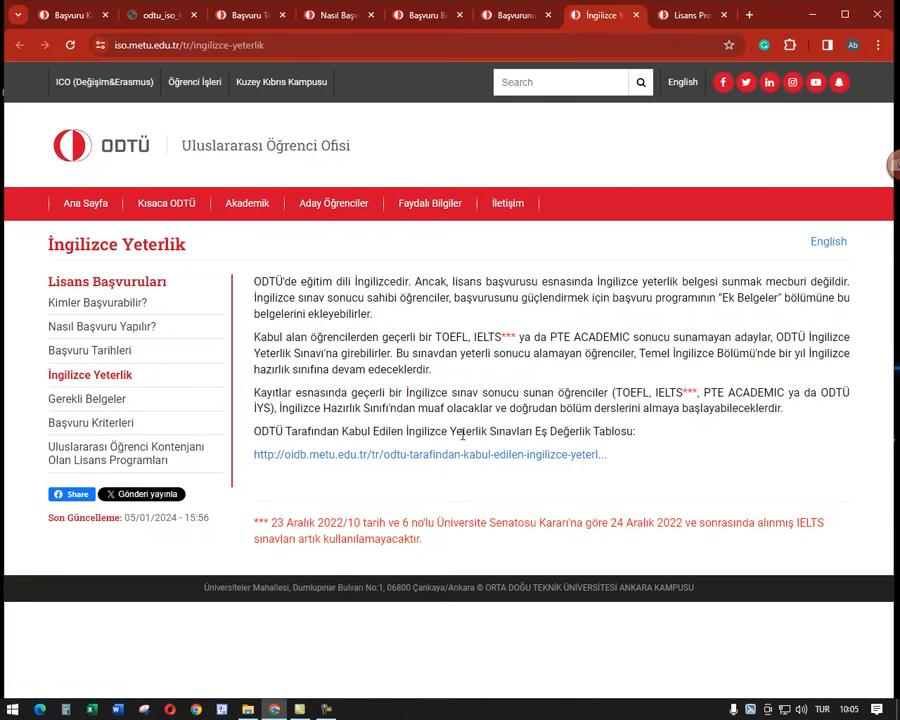 Başvuru K
odtu_iso_l
Başvuru T
Nasıl Başv
Başvuru B
Başvurunu
İngilizce Y
Lisans Pro
iso.metu.edu.tr/tr/ingilizce-yeterlik
Ab
ICO (Değişim&Erasmus)
Öğrenci İşleri
Kuzey Kıbrıs Kampusu
Search
English
ODTÜ
Uluslararası Öğrenci Ofisi
Ana Sayfa
Kısaca ODTÜ
Akademik
Aday Öğrenciler
Faydalı Bilgiler
İletişim
İngilizce Yeterlik
English
Lisans Başvuruları
Kimler Başvurabilir?
Nasıl Başvuru Yapılır?
Başvuru Tarihleri
İngilizce Yeterlik
Gerekli Belgeler
Başvuru Kriterleri
Uluslararası Öğrenci Kontenjanı
Olan Lisans Programları
Share
Gönderi yayınla
Son Güncelleme: 05/01/2024 - 15:56
ODTÜ'de eğitim dili İngilizcedir. Ancak, lisans başvurusu esnasında İngilizce yeterlik belgesi sunmak mecburi değildir.
İngilizce sınav sonucu sahibi öğrenciler, başvurusunu güçlendirmek için başvuru programının "Ek Belgeler" bölümüne bu
belgelerini ekleyebilirler.
Kabul alan öğrencilerden geçerli bir TOEFL, IELTS*** ya da PTE ACADEMIC sonucu sunamayan adaylar, ODTÜ İngilizce
Yeterlik Sınavı'na girebilirler. Bu sınavdan yeterli sonucu alamayan öğrenciler, Temel İngilizce Bölümü'nde bir yıl İngilizce
hazırlık sınıfına devam edeceklerdir.
Kayıtlar esnasında geçerli bir İngilizce sınav sonucu sunan öğrenciler (TOEFL, IELTS***, PTE ACADEMIC ya da ODTÜ
İYS), İngilizce Hazırlık Sınıfı'ndan muaf olacaklar ve doğrudan bölüm derslerini almaya başlayabileceklerdir.
ODTÜ Tarafından Kabul Edilen İngilizce Yeterlik Sınavları Eş Değerlik Tablosu:
http://oidb.metu.edu.tr/tr/odtu-tarafindan-kabul-edilen-ingilizce-yeterl...
*** 23 Aralık 2022/10 tarih ve 6 no'lu Üniversite Senatosu Kararı'na göre 24 Aralık 2022 ve sonrasında alınmış IELTS
sınavları artık kullanılamayacaktır.
Üniversiteler Mahallesi, Dumlupınar Bulvarı No:1, 06800 Çankaya/Ankara © ORTA DOĞU TEKNİK ÜNİVERSİTESİ ANKARA KAMPUSU
TUR
10:05